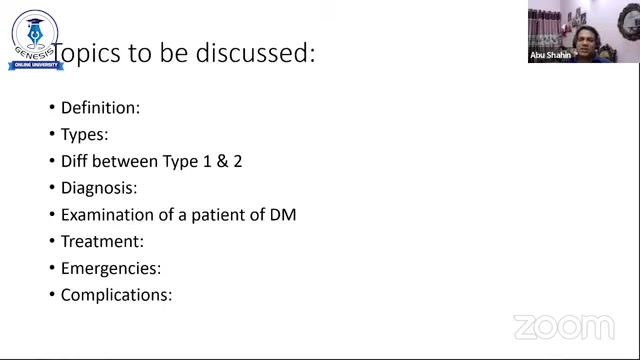 GENESIS
ONLINE UNIVERSITY
Topics to be discussed:
Abu Shahin
• Definition:
• Types:
• Diff between Type 1 & 2
• Diagnosis:
• Examination of a patient of DM
• Treatment:
• Emergencies:
• Complications:
zoom